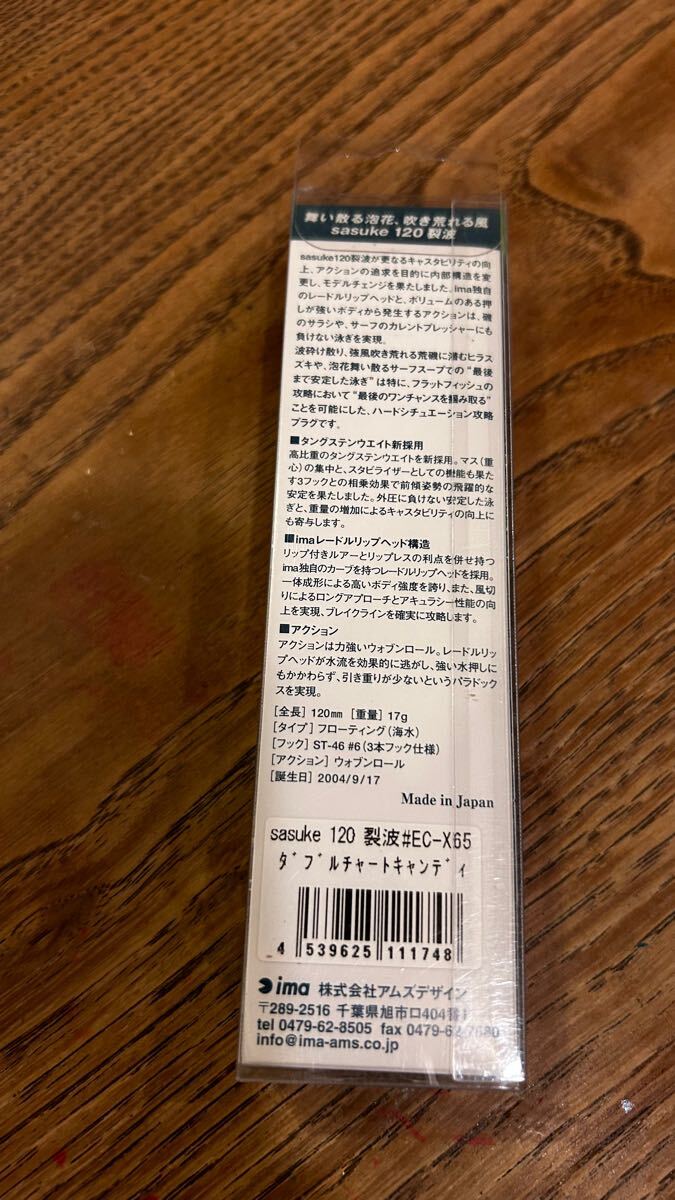 舞い散る泡花、吹き荒れる風
sasuke 120 裂波
sasuke120裂波が更なるキャスタビリティの向
上、アクションの追求を目的に内部構造を変
更し、モデルチェンジを果たしました。ima独自
のレードルリップヘッドと、ボリュームのある押
しが強いボディから発生するアクションは、磯
のサラシや、サーフのカレントプレッシャーにも
負けない泳ぎを実現。
波砕け散り、強風吹き荒れる荒磯に潜むヒラス
ズキや、泡花舞い散るサーフスープでの“最後
まで安定した泳ぎ”は特に、フラットフィッシュの
攻略において“最後のワンチャンスを掴み取る”
ことを可能にした、ハードシチュエーション攻略
プラグです。
■タングステンウエイト新採用
高比重のタングステンウエイトを新採用。マス(重
心)の集中と、スタビライザーとしての機能も果た
す3フックとの相乗効果で前傾姿勢の飛躍的な
安定を果たしました。外圧に負けない安定した泳
ぎと、重量の増加によるキャスタビリティの向上に
も寄与します。
■imaレードルリップヘッド構造
リップ付きルアーとリップレスの利点を併せ持つ
ima独自のカーブを持つレードルリップヘッドを採用。
一体成形による高いボディ強度を誇り、また、風切
りによるロングアプローチとアキュラシー性能の向
上を実現、ブレイクラインを確実に攻略します。
■アクション
アクションは力強いウォブンロール。レードルリッ
プヘッドが水流を効果的に逃がし、強い水押しに
もかかわらず、引き重りが少ないというパラドック
スを実現。
[全長] 120mm [重量] 17g
[タイプ] フローティング(海水)
[フック] ST-46 #6(3本フック仕様)
[アクション] ウォブンロール
[誕生日] 2004/9/17
Made in Japan
sasuke 120 裂波#EC-X65
ﾀﾞﾌﾞﾙﾁｬｰﾄｷｬﾝﾃﾞｨ
4 539625 111748
ima 株式会社アムズデザイン
〒289-2516 千葉県旭市ロ404番1
tel 0479-62-8505 fax 0479-62-7680
info@ima-ams.co.jp